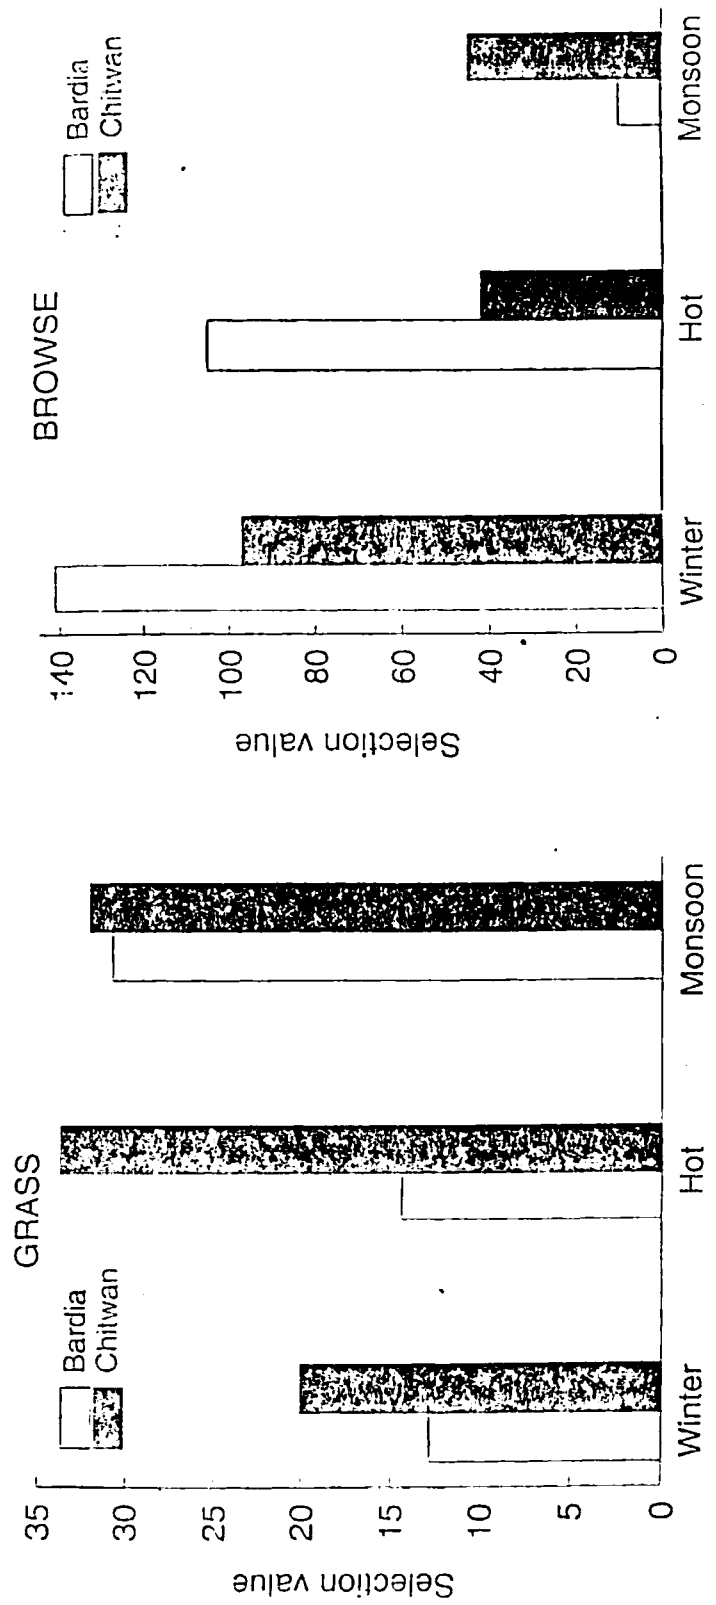 GRASS
Bardia
Chitwan
Selection value
35
30
25
20
15
10
5
0
Winter
Hot
Monsoon
BROWSE
Bardia
Chitwan
Selection value
140
120
100
80
60
40
20
0
Winter
Hot
Monsoon